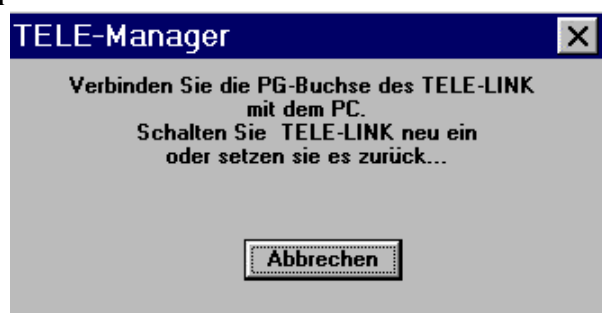 TELE-Manager
Verbinden Sie die PG-Buchse des TELE-LINK
mit dem PC.
Schalten Sie TELE-LINK neu ein
oder setzen sie es zurück...
Abbrechen